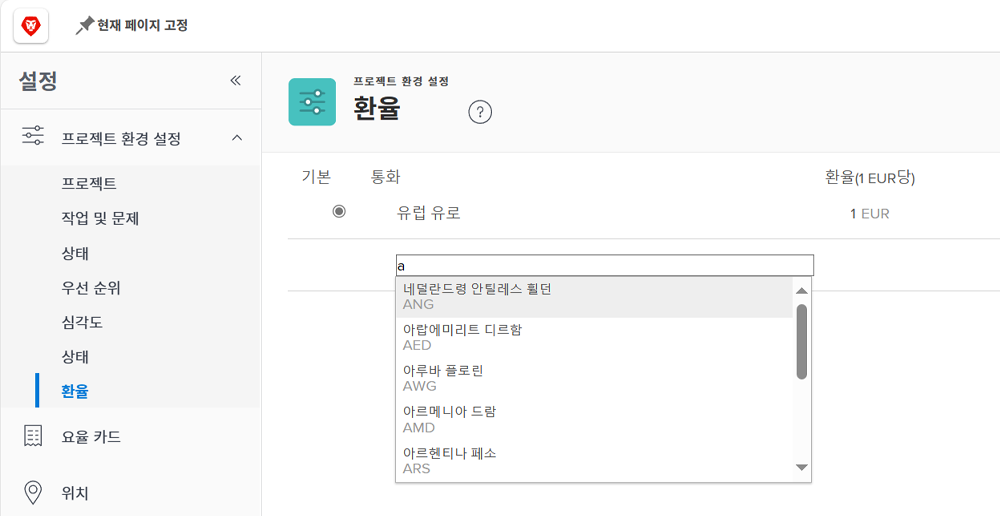 현재 페이지 고정
설정
프로젝트 환경 설정
프로젝트
작업 및 문제
상태
우선 순위
심각도
상태
환율
요율 카드
위치
프로젝트 환경 설정
환율
?
기본 통화 환율(1 EUR당)
유럽 유로 1 EUR
a
네덜란드령 안틸레스 휠던
ANG
아랍에미리트 디르함
AED
아루바 플로린
AWG
아르메니아 드람
AMD
아르헨티나 페소
ARS